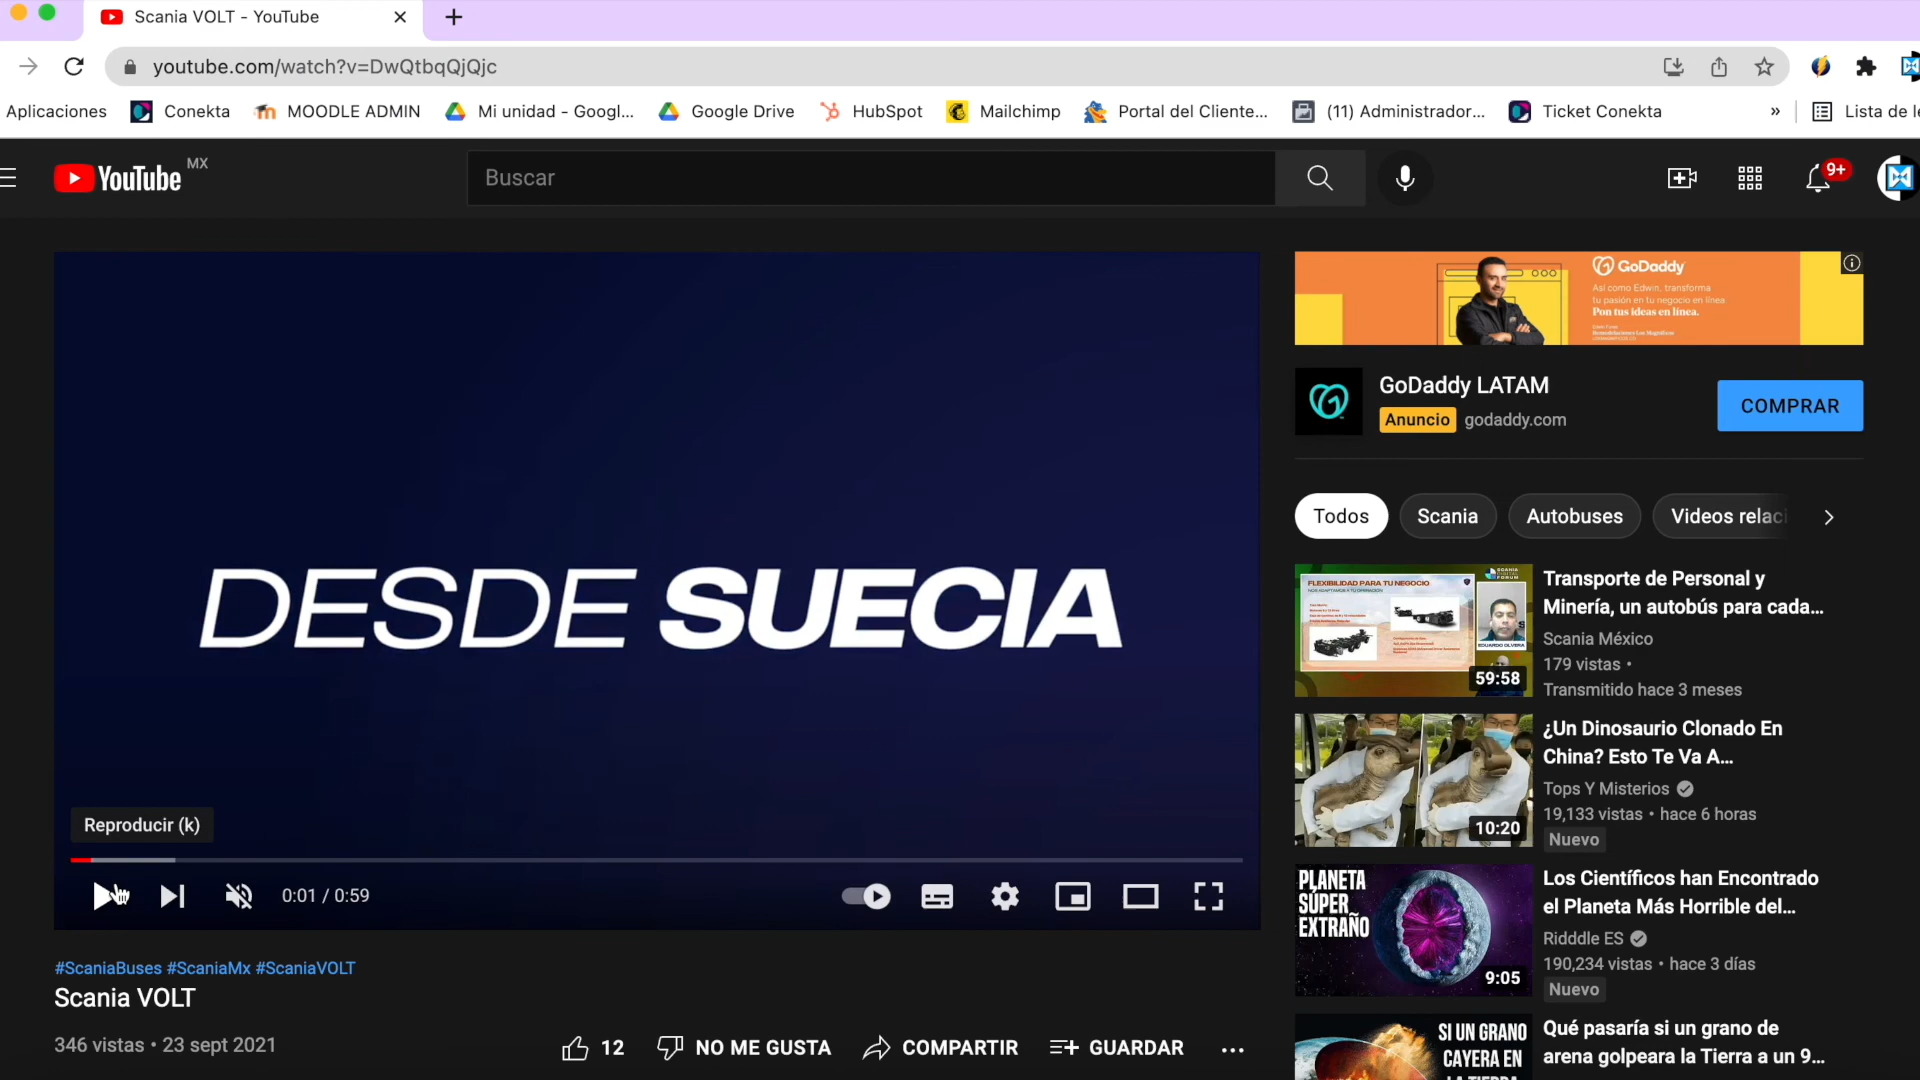 Scania VOLT - YouTube
youtube.com/watch?v=DwQtbqQjQjc
Aplicaciones
Conekta
MOODLE ADMIN
Mi unidad - Googl...
Google Drive
HubSpot
Mailchimp
Portal del Cliente...
(11) Administrador...
Ticket Conekta
»
Lista de le
YouTube MX
Buscar
9+
DESDE SUECIA
Reproducir (k)
0:01 / 0:59
#ScaniaBuses #ScaniaMx #ScaniaVOLT
Scania VOLT
346 vistas • 23 sept 2021
12
NO ME GUSTA
COMPARTIR
GUARDAR
GoDaddy
Así como Edwin, transforma
tu pasión en tu negocio en línea
Pon tus ideas en línea.
GoDaddy LATAM
Anuncio godaddy.com
COMPRAR
Todos
Scania
Autobuses
Videos relaci
FLEXIBILIDAD PARA TU NEGOCIO
EDUARDO OLVERA
59:58
Transporte de Personal y
Minería, un autobús para cada...
Scania México
179 vistas •
Transmitido hace 3 meses
10:20
¿Un Dinosaurio Clonado En
China? Esto Te Va A...
Tops Y Misterios
19,133 vistas • hace 6 horas
Nuevo
PLANETA
SÚPER
EXTRAÑO
9:05
Los Científicos han Encontrado
el Planeta Más Horrible del...
Ridddle ES
190,234 vistas • hace 3 días
Nuevo
SI UN GRANO
CAYERA EN
LA TIERRA
Qué pasaría si un grano de
arena golpeara la Tierra a un 9...